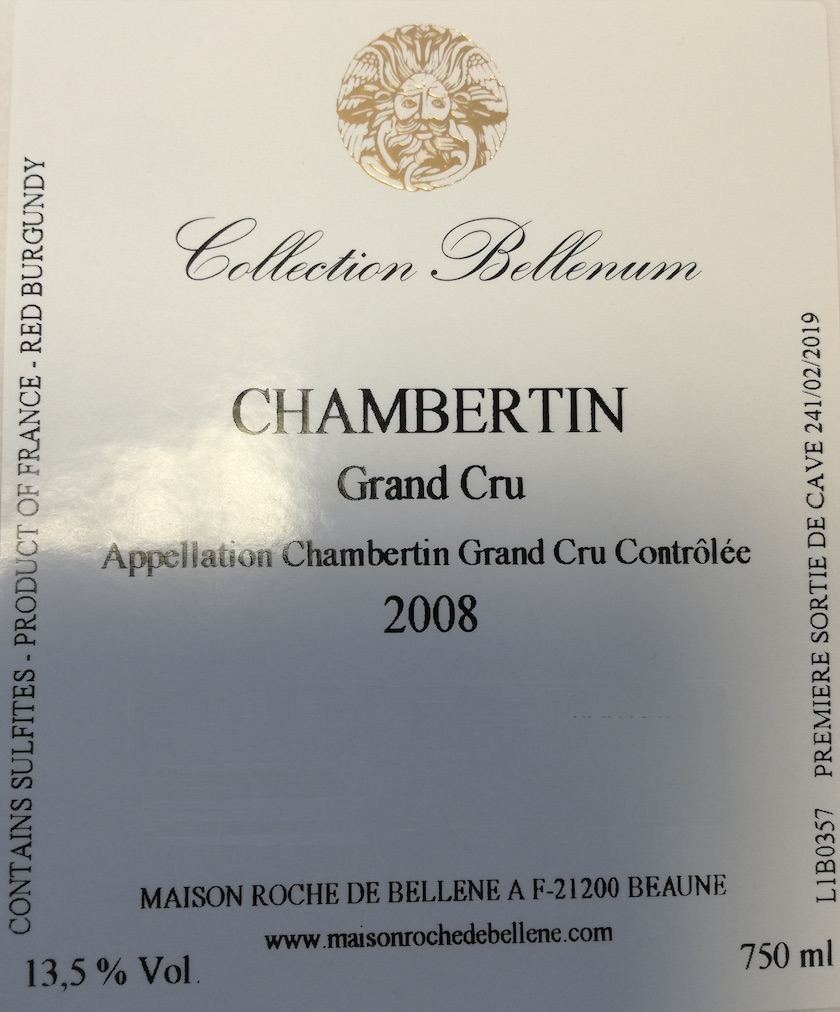 Collection Bellenum
CHAMBERTIN
Grand Cru
Appellation Chambertin Grand Cru Contrôlée
2008
MAISON ROCHE DE BELLENE A F-21200 BEAUNE
www.maisonrochedebellene.com
13,5 % Vol.
750 ml
CONTAINS SULFITES - PRODUCT OF FRANCE - RED BURGUNDY
L1B0357 PREMIERE SORTIE DE CAVE 241/02/2019